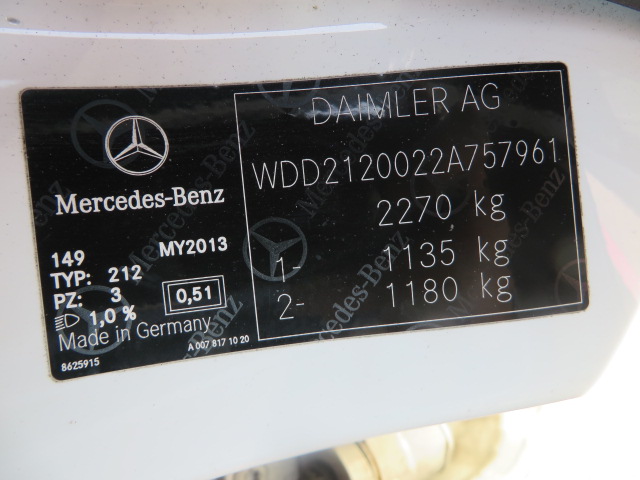 Mercedes-Benz
149 MY2013
TYP: 212
PZ: 3 0,51
1,0%
Made in Germany
8625915 A 007 817 10 20
DAIMLER AG
WDD2120022A757961
2270 kg
1- 1135 kg
2- 1180 kg